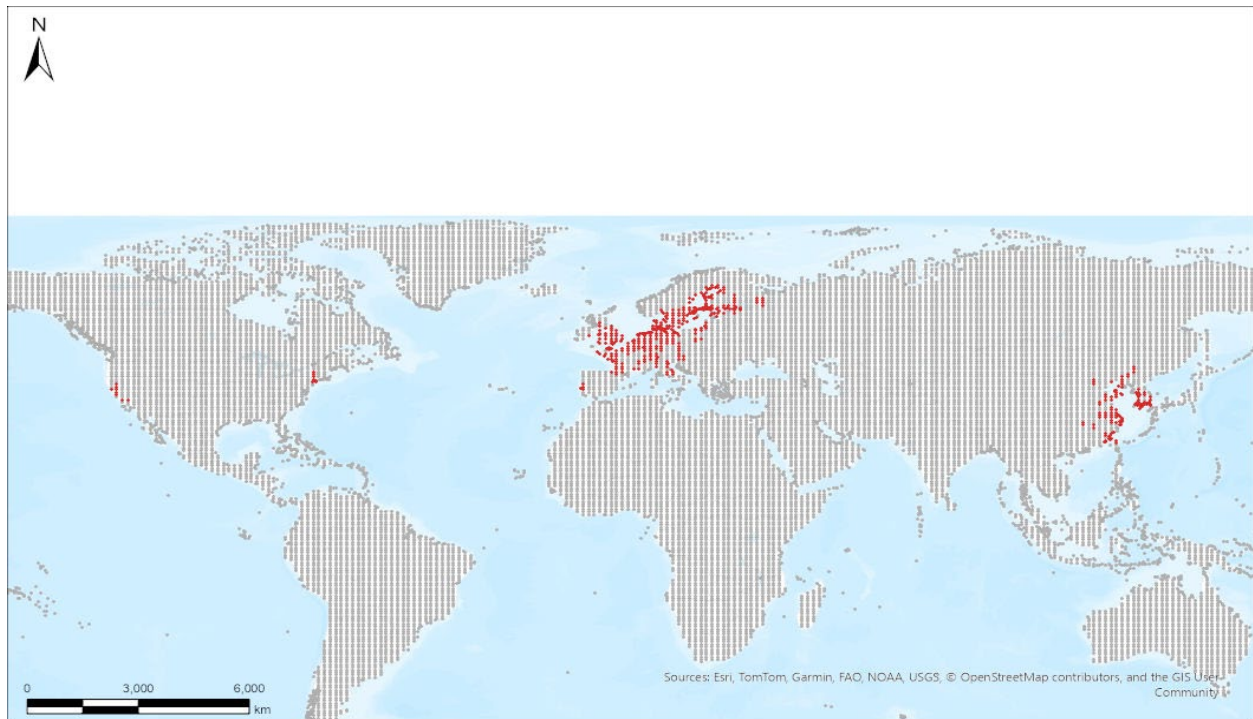 N
0 3,000 6,000
km
Sources: Esri, TomTom, Garmin, FAO, NOAA, USGS, © OpenStreetMap contributors, and the GIS User
Community